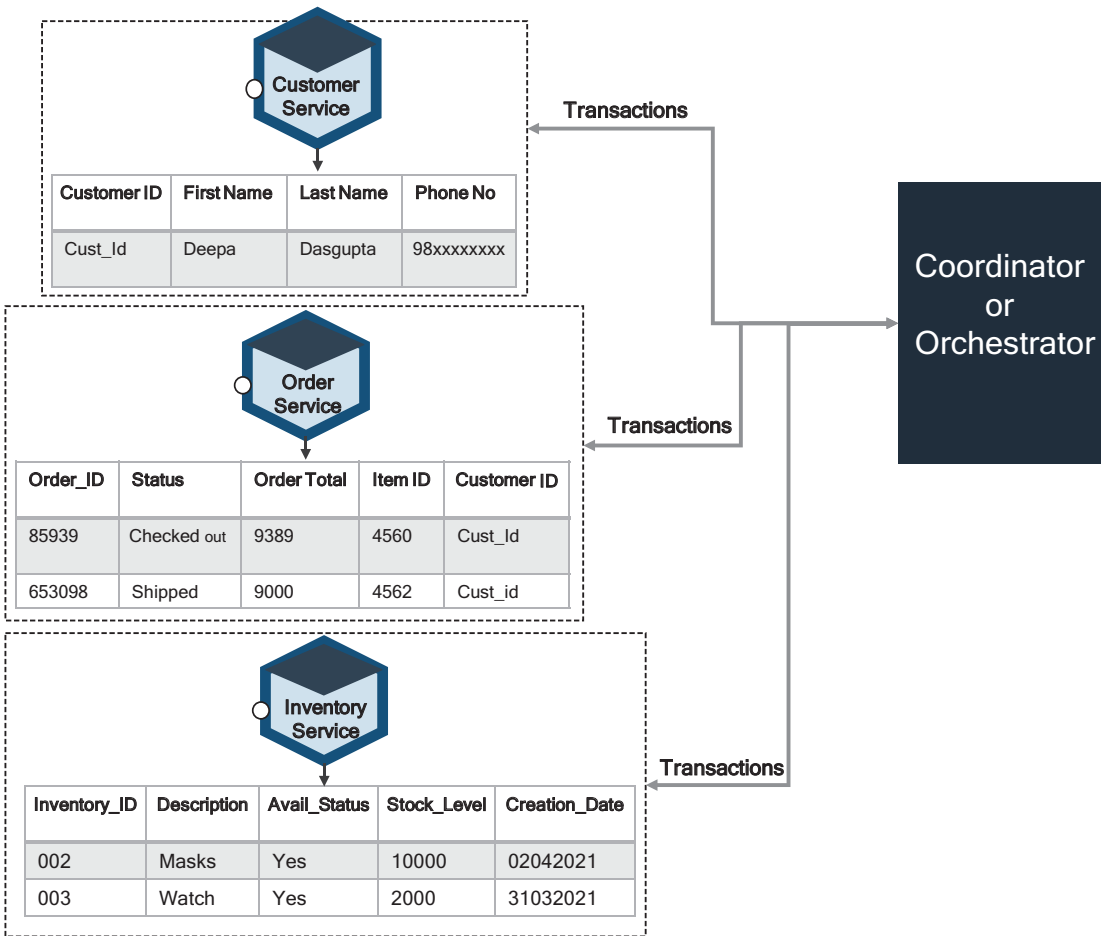 Customer
Service
Transactions
Customer ID First Name Last Name Phone No
Cust_Id Deepa Dasgupta 98xxxxxxxx
Coordinator
or
Orchestrator
Order
Service
Transactions
Order_ID Status Order Total Item ID Customer ID
85939 Checked out 9389 4560 Cust_Id
653098 Shipped 9000 4562 Cust_id
Inventory
Service
Transactions
Inventory_ID Description Avail_Status Stock_Level Creation_Date
002 Masks Yes 10000 02042021
003 Watch Yes 2000 31032021